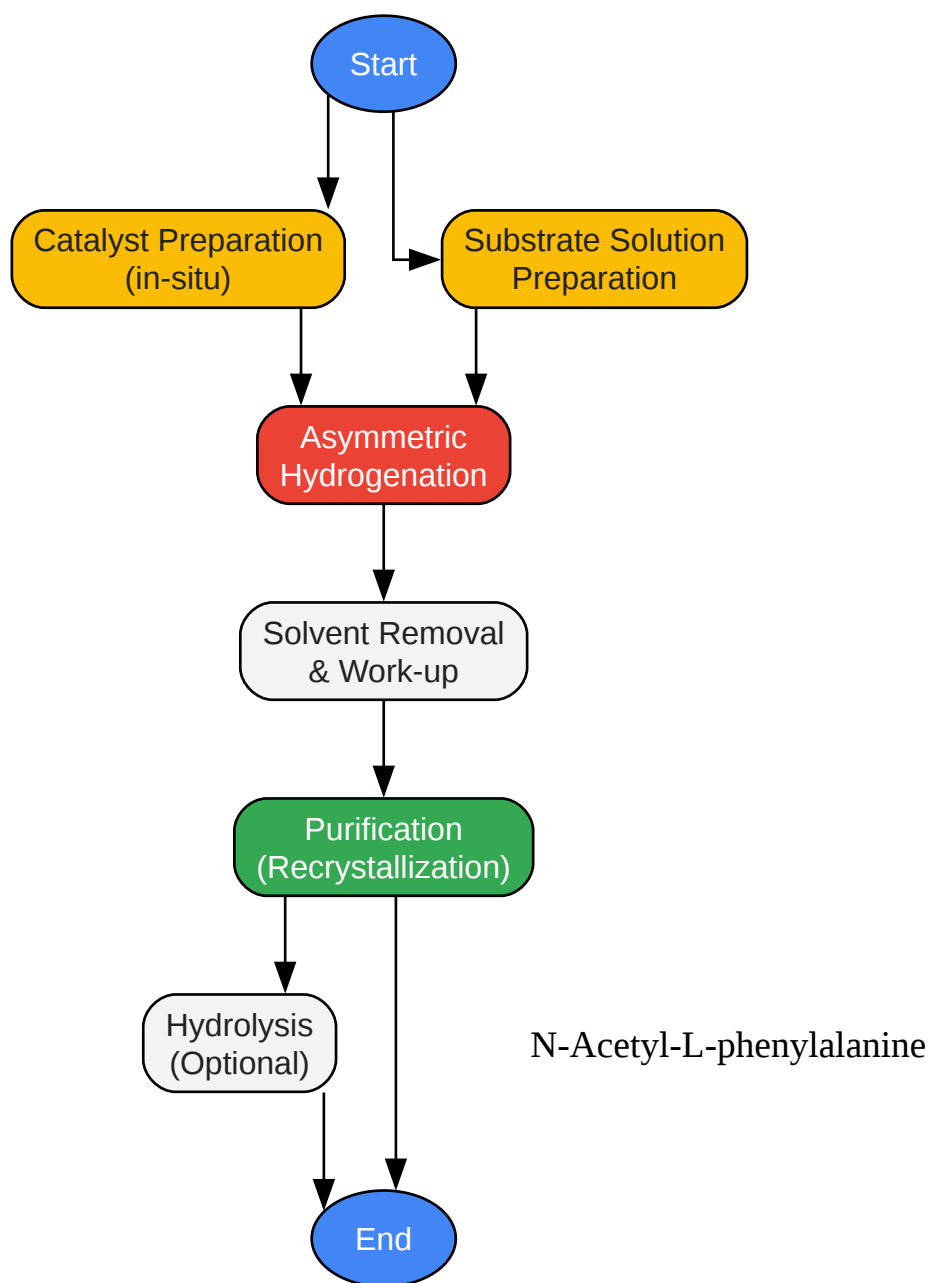 Start
Catalyst Preparation
(in-situ)
Substrate Solution
Preparation
Asymmetric
Hydrogenation
Solvent Removal
& Work-up
Purification
(Recrystallization)
Hydrolysis
(Optional)
N-Acetyl-L-phenylalanine
End